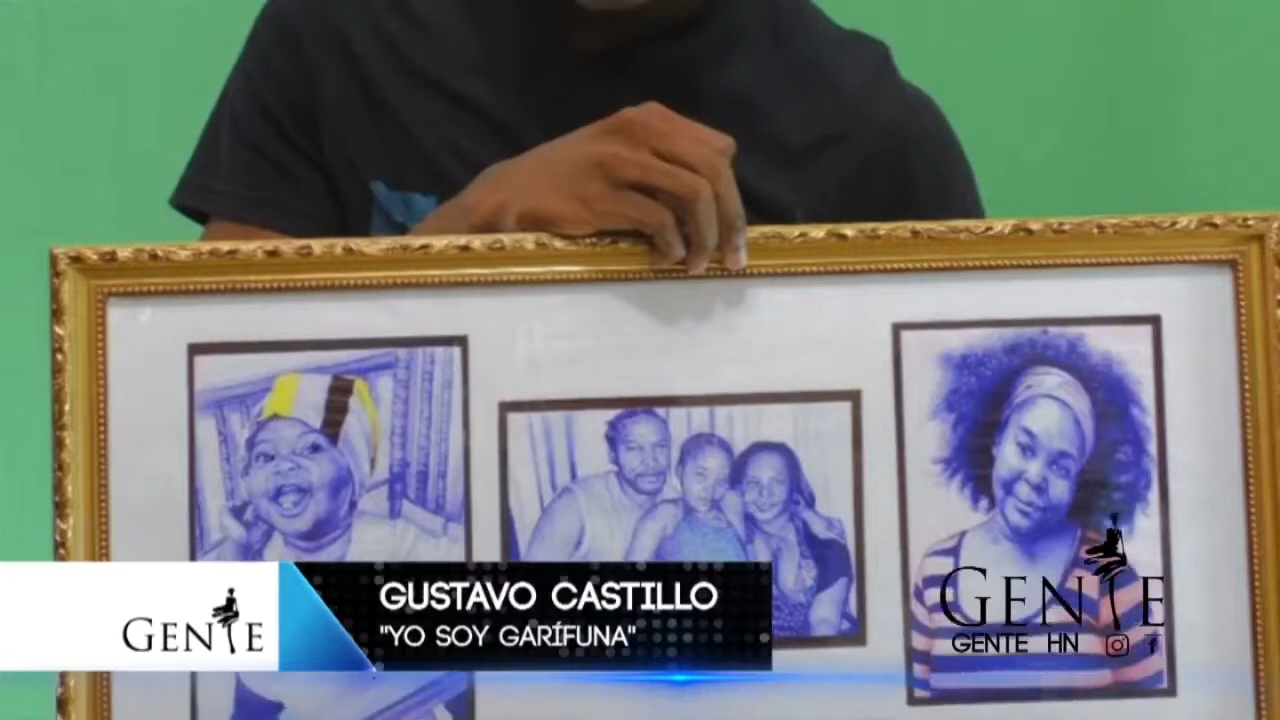 GENTE
GUSTAVO CASTILLO
"YO SOY GARÍFUNA"
GENTE
GENTE HN